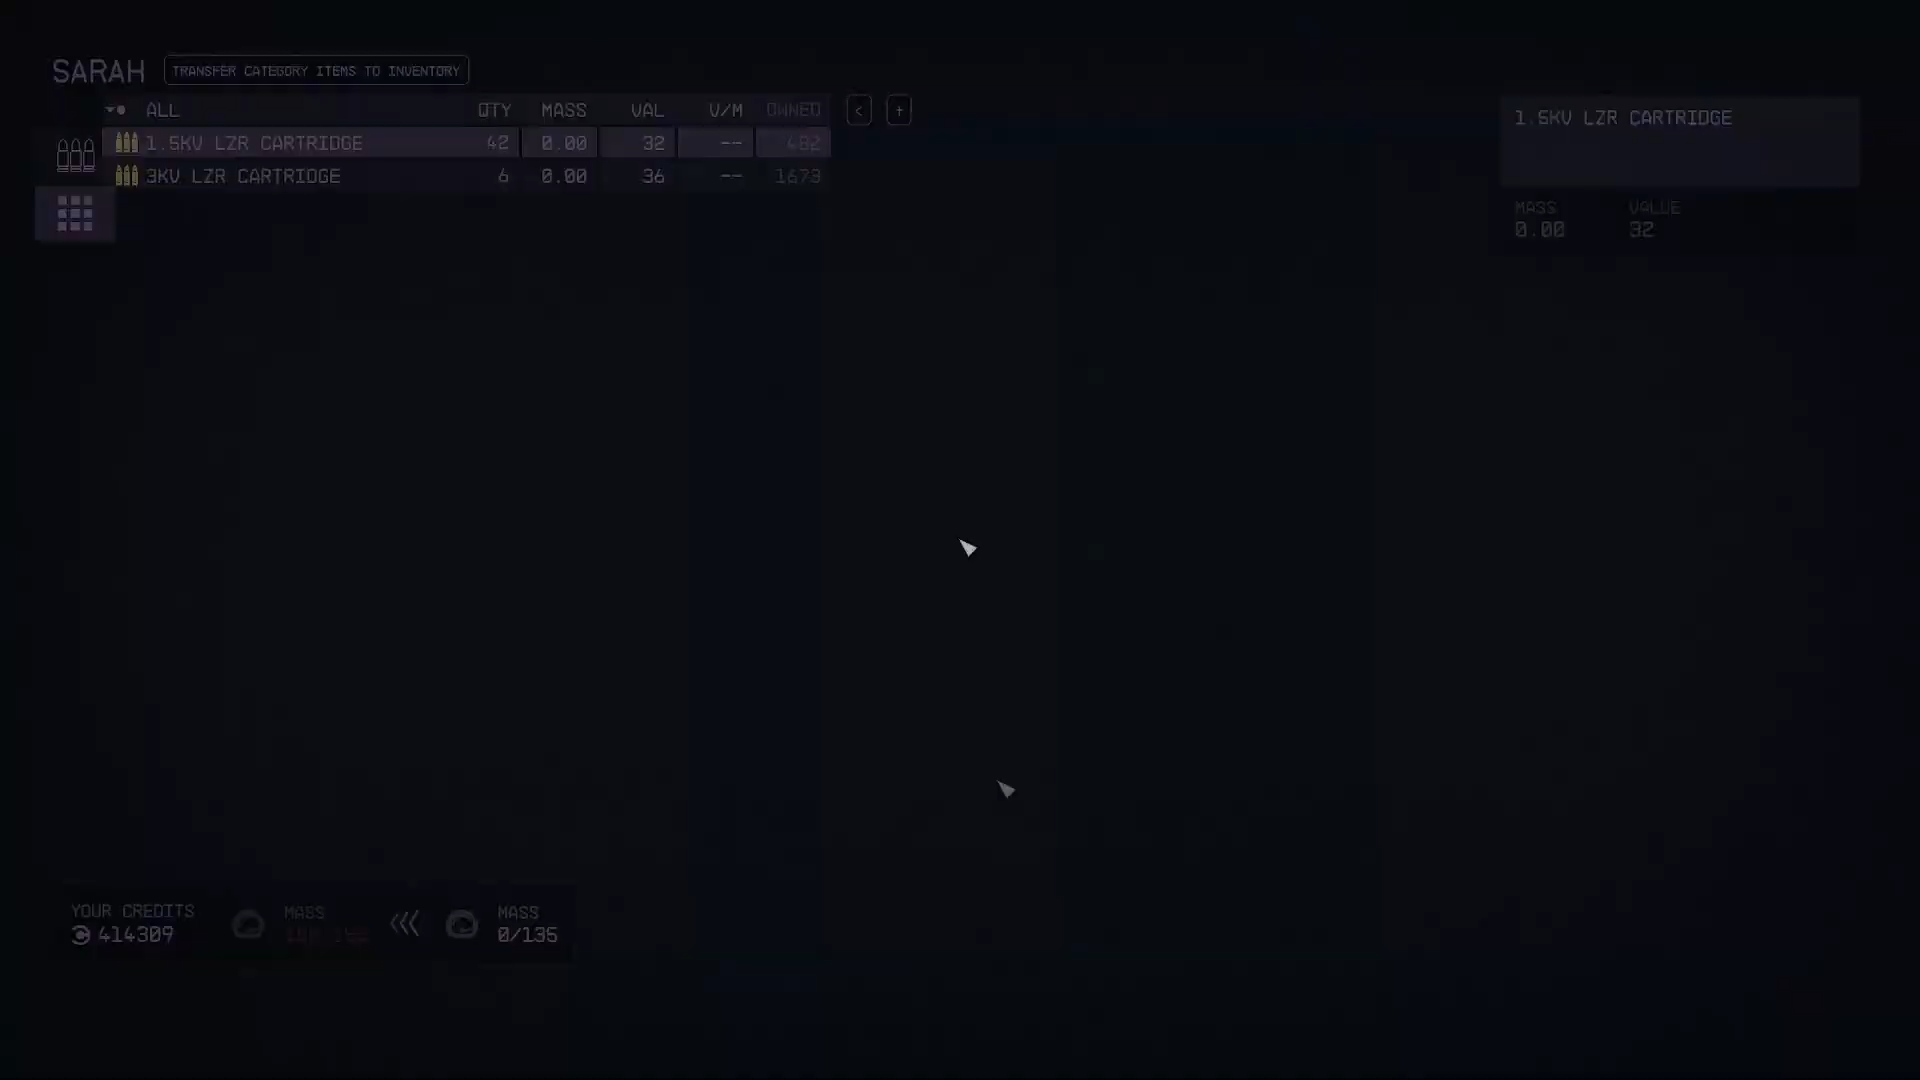 SARAH TRANSFER CATEGORY ITEMS TO INVENTORY
ALL QTY MASS VAL V/M OWNED < +
1.5KV LZR CARTRIDGE 42 0.00 32 -- 482
3KV LZR CARTRIDGE 6 0.00 36 -- 1673
1.5KV LZR CARTRIDGE
MASS VALUE
0.00 32
YOUR CREDITS MASS MASS
414309 0/135